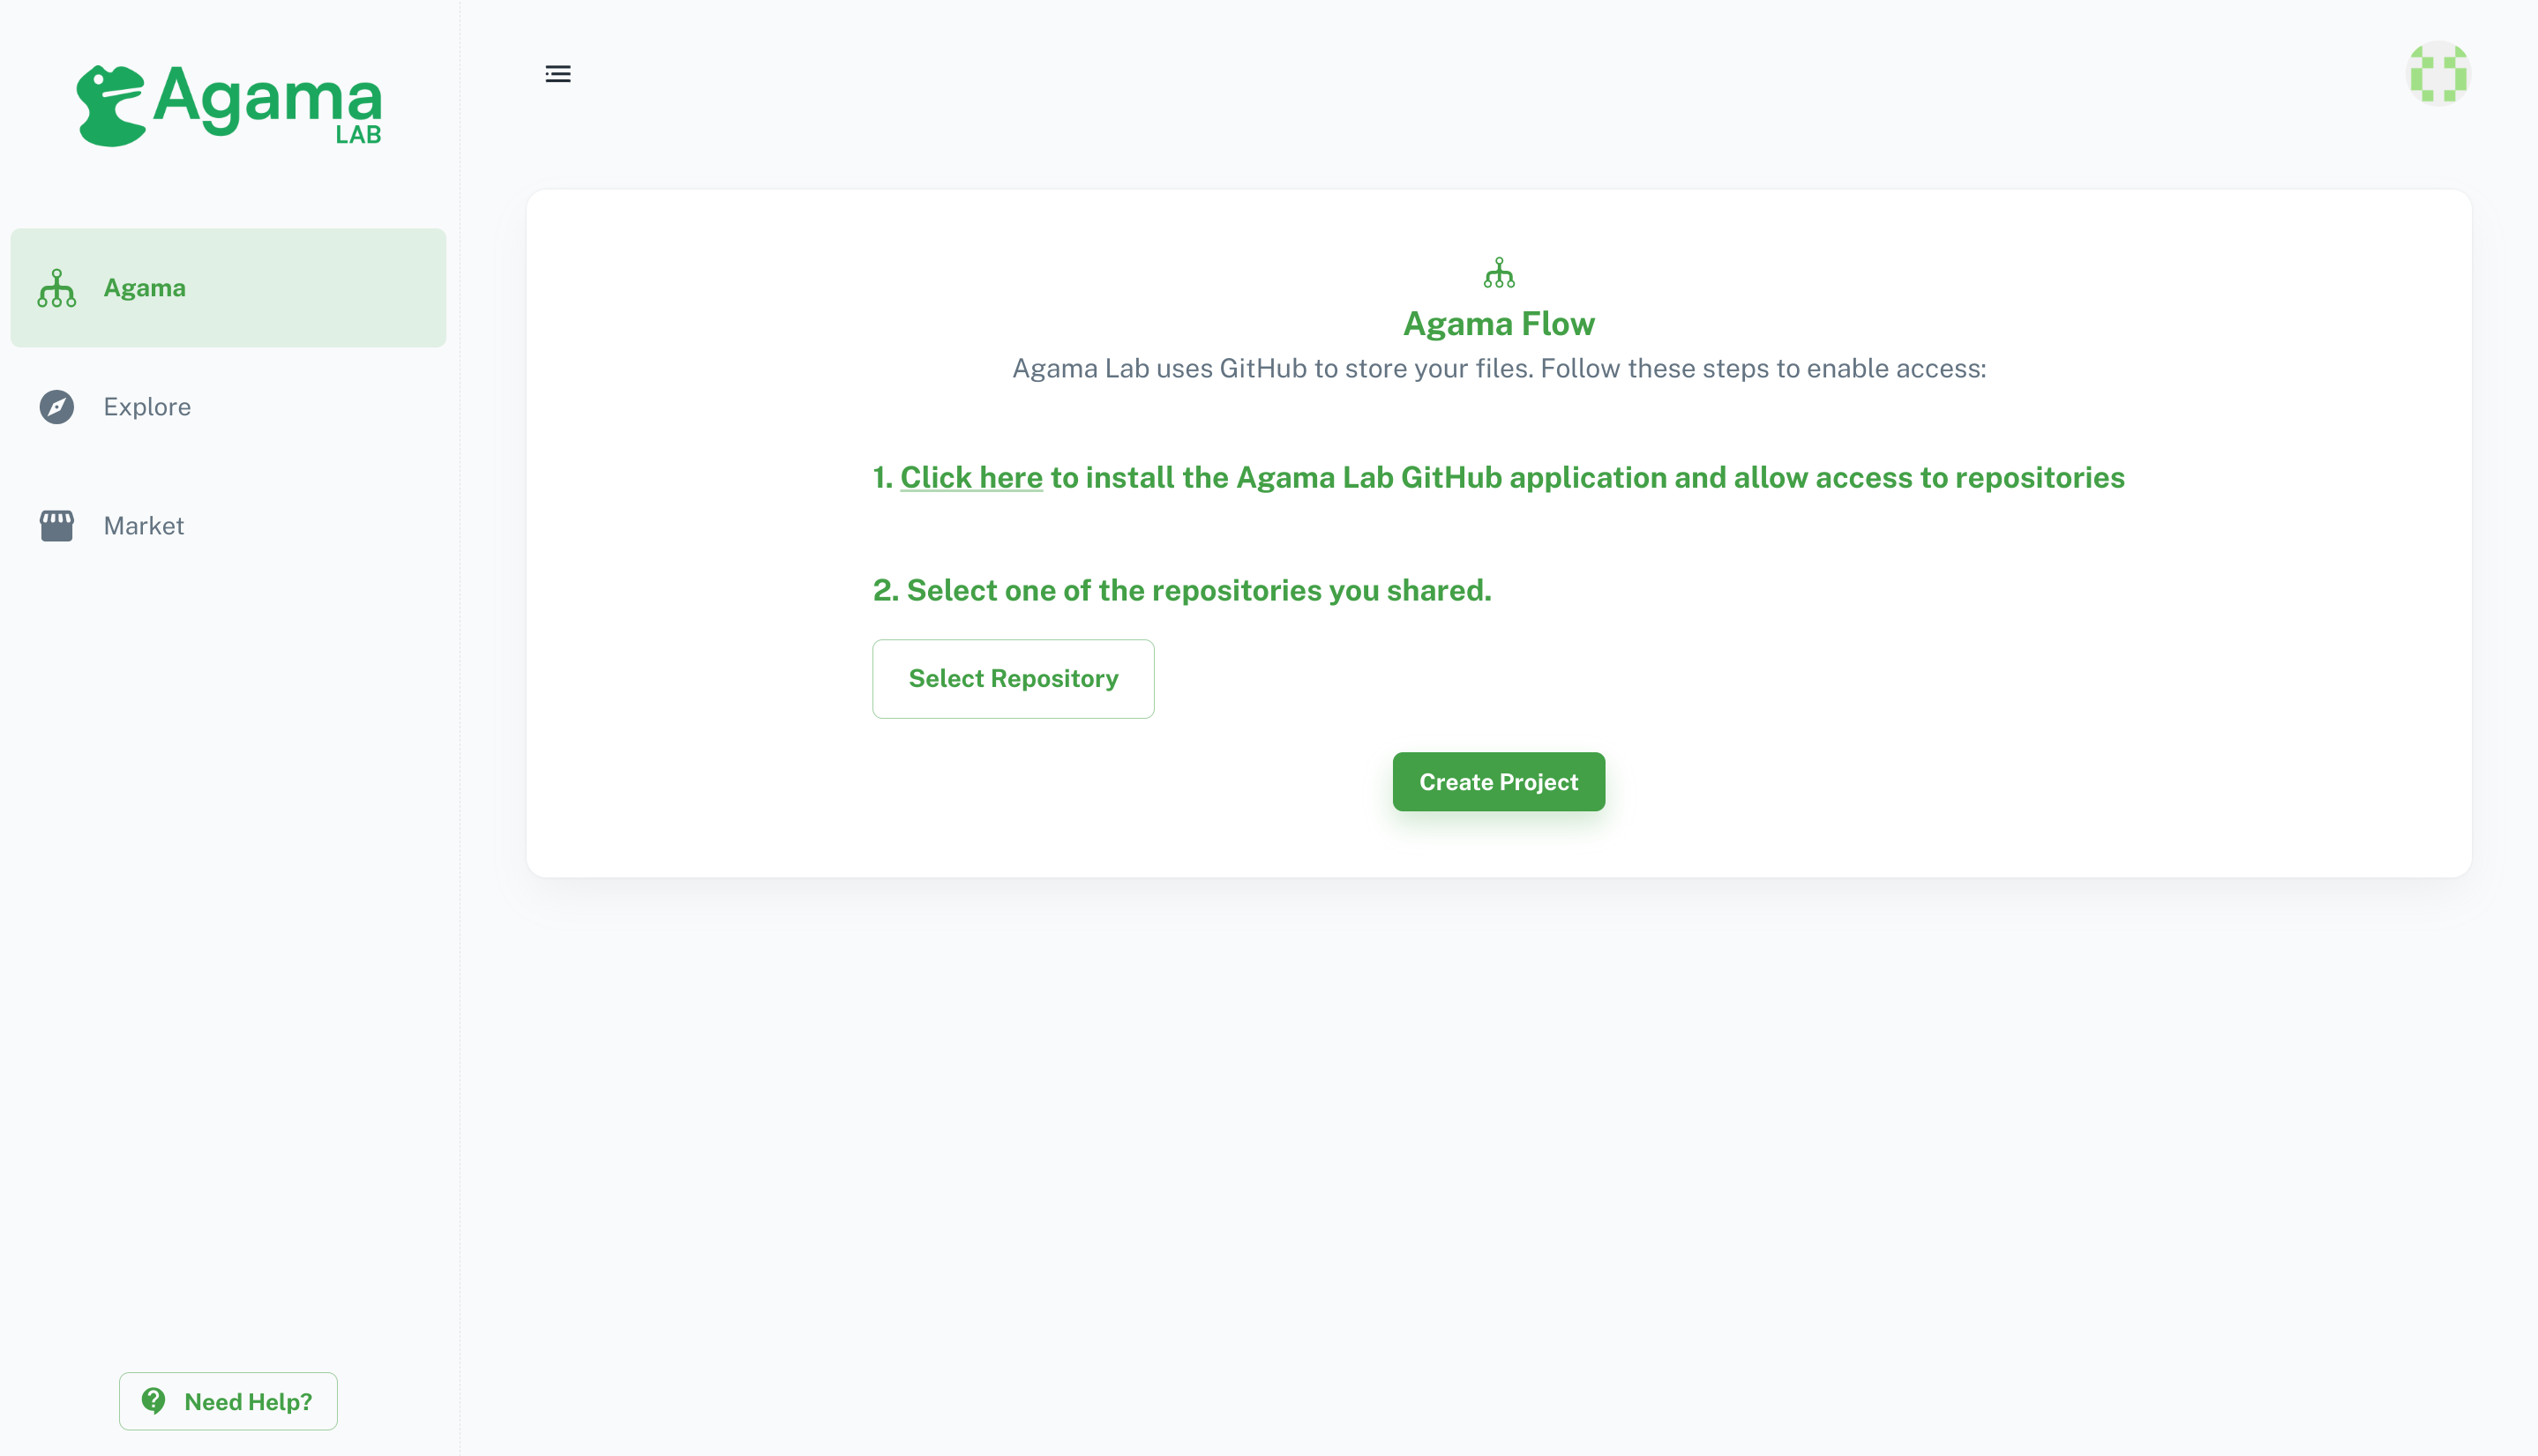 Agama
LAB
Agama
Explore
Market
Need Help?
Agama Flow
Agama Lab uses GitHub to store your files. Follow these steps to enable access:
1. Click here to install the Agama Lab GitHub application and allow access to repositories
2. Select one of the repositories you shared.
Select Repository
Create Project